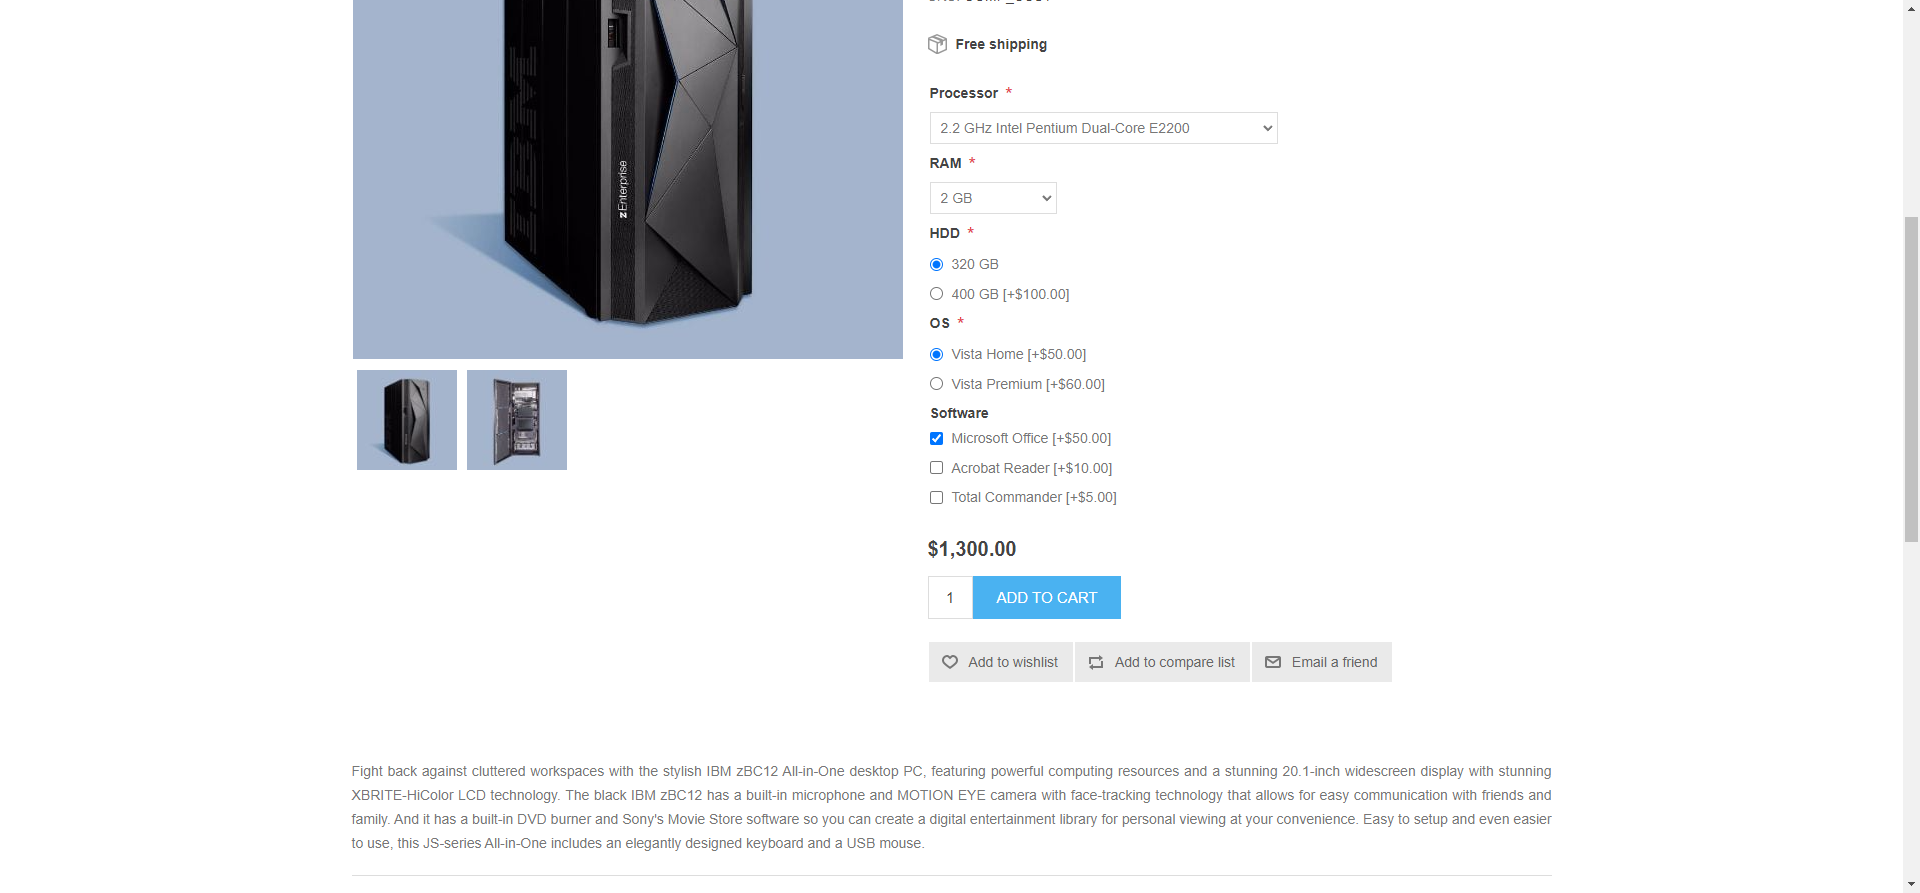 Free shipping
Processor *
2.2 GHz Intel Pentium Dual-Core E2200
RAM *
2 GB
HDD *
320 GB
400 GB [+$100.00]
OS *
Vista Home [+$50.00]
Vista Premium [+$60.00]
Software
Microsoft Office [+$50.00]
Acrobat Reader [+$10.00]
Total Commander [+$5.00]
$1,300.00
1 ADD TO CART
Add to wishlist Add to compare list Email a friend
IBM
zEnterprise
Fight back against cluttered workspaces with the stylish IBM zBC12 All-in-One desktop PC, featuring powerful computing resources and a stunning 20.1-inch widescreen display with stunning
XBRITE-HiColor LCD technology. The black IBM zBC12 has a built-in microphone and MOTION EYE camera with face-tracking technology that allows for easy communication with friends and
family. And it has a built-in DVD burner and Sony's Movie Store software so you can create a digital entertainment library for personal viewing at your convenience. Easy to setup and even easier
to use, this JS-series All-in-One includes an elegantly designed keyboard and a USB mouse.